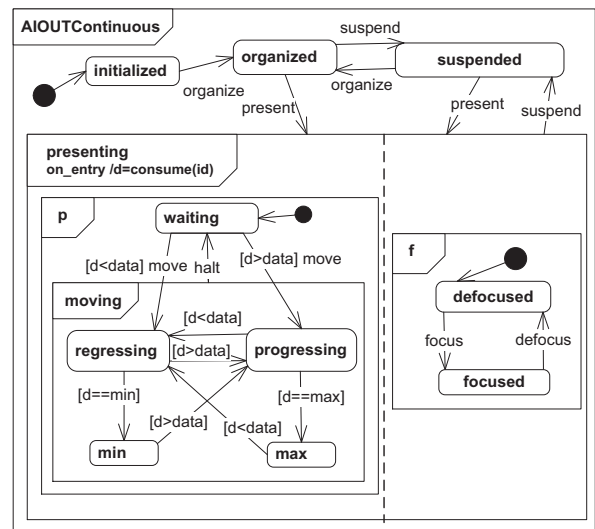 AIOUTContinuous
suspend
initialized
organized
suspended
organize
organize
present
present
suspend
presenting
on_entry /d=consume(id)
p
waiting
f
[d<data] move
halt
[d>data] move
moving
defocused
[d<data]
regressing
[d>data]
progressing
focus
defocus
focused
[d==min]
[d==max]
[d>data]
[d<data]
min
max